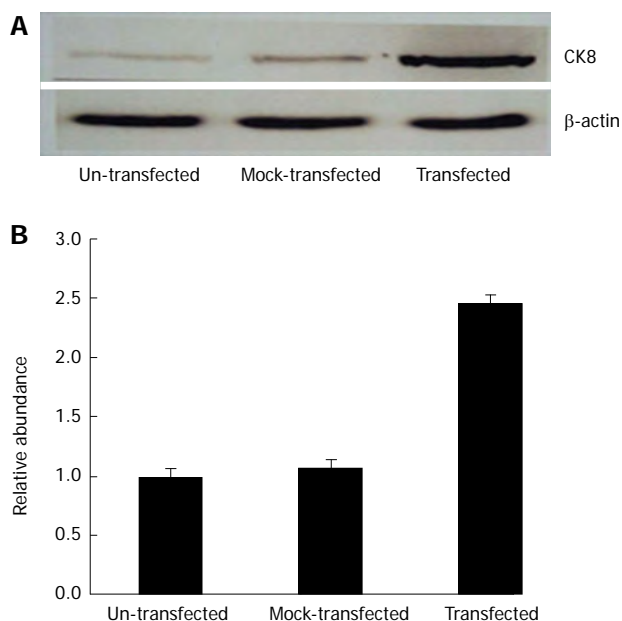 A
CK8
β-actin
Un-transfected Mock-transfected Transfected
B
3.0
2.5
2.0
1.5
1.0
0.5
0.0
Relative abundance
Un-transfected Mock-transfected Transfected